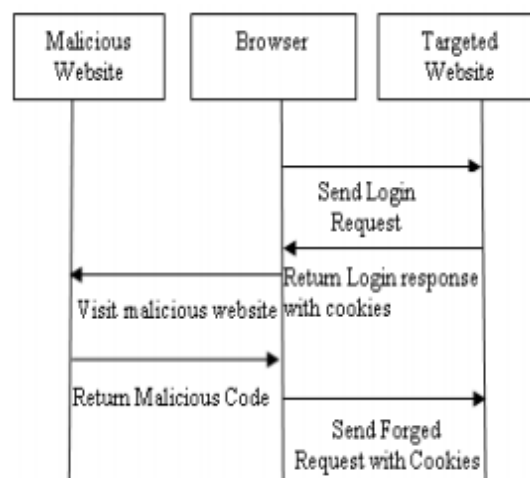 Malicious
Website
Browser
Targeted
Website
Send Login
Request
Return Login response
with cookies
Visit malicious website
Return Malicious Code
Send Forged
Request with Cookies